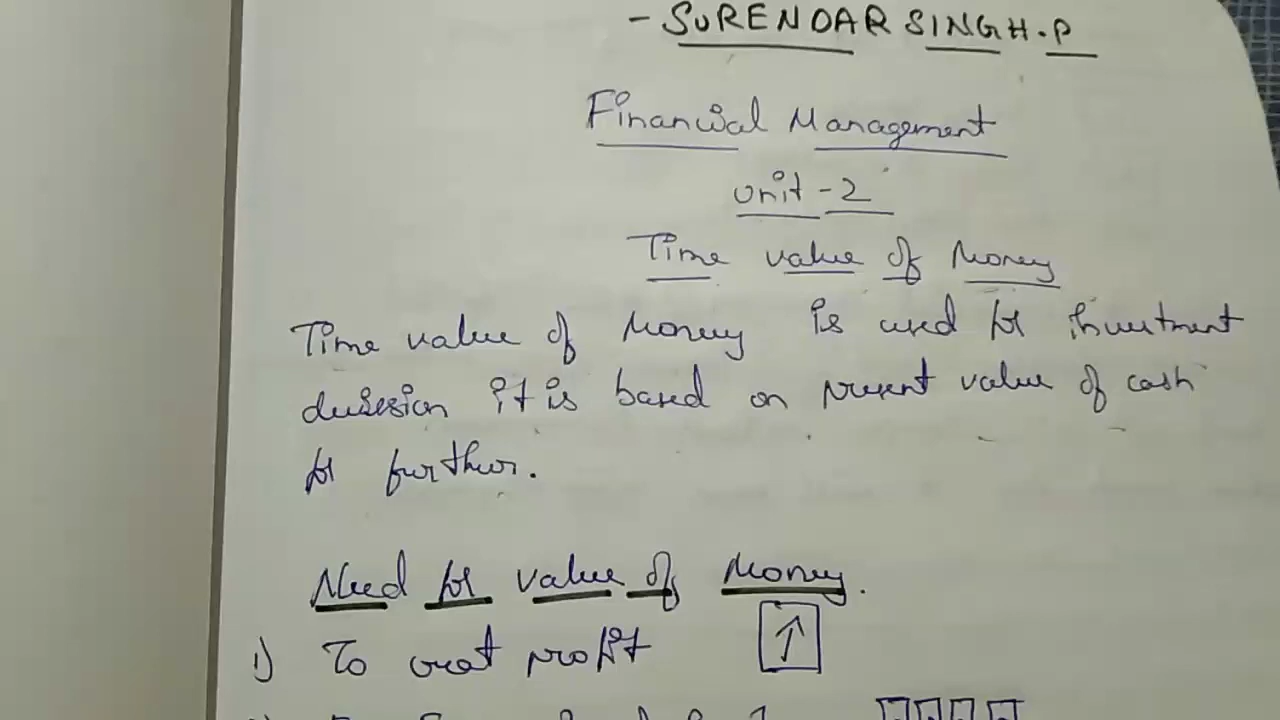 - SURENDAR SINGH.P
Financial Management
unit - 2
Time value of Money
Time value of Money is used for Investment
dusission it is based on present value of cash
for further.
Need for value of Money.
1) To creat profit ↑